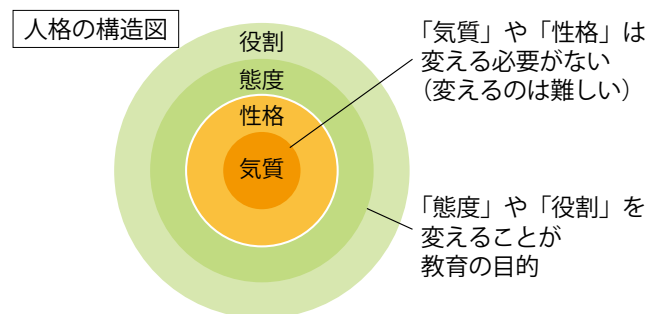 人格の構造図
役割
態度
性格
気質
「気質」や「性格」は
変える必要がない
（変えるのは難しい）
「態度」や「役割」を
変えることが
教育の目的